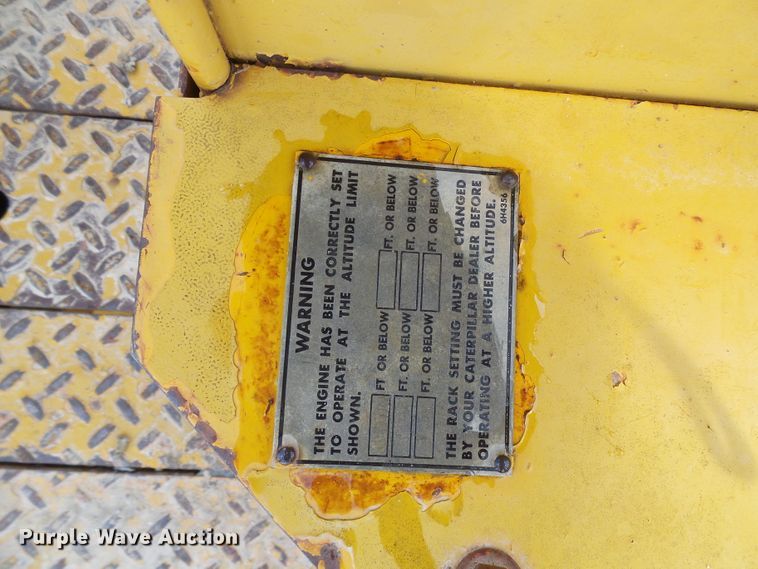 WARNING
THE ENGINE HAS BEEN CORRECTLY SET
TO OPERATE AT THE ALTITUDE LIMIT
SHOWN.
FT OR BELOW FT. OR BELOW
FT. OR BELOW FT. OR BELOW
FT. OR BELOW FT. OR BELOW
THE RACK SETTING MUST BE CHANGED
BY YOUR CATERPILLAR DEALER BEFORE
OPERATING AT A HIGHER ALTITUDE.
6H4356
Purple Wave Auction